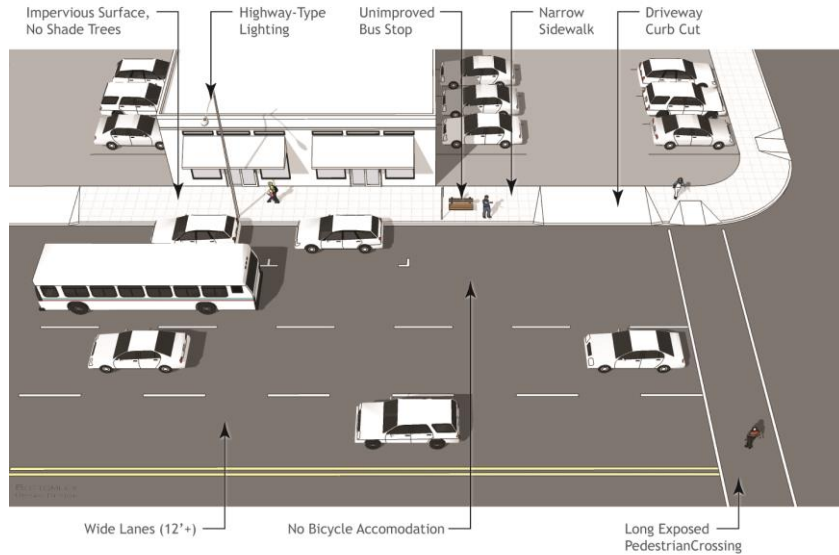 Impervious Surface,
No Shade Trees
Highway-Type
Lighting
Unimproved
Bus Stop
Narrow
Sidewalk
Driveway
Curb Cut
Wide Lanes (12'+)
No Bicycle Accomodation
Long Exposed
PedestrianCrossing